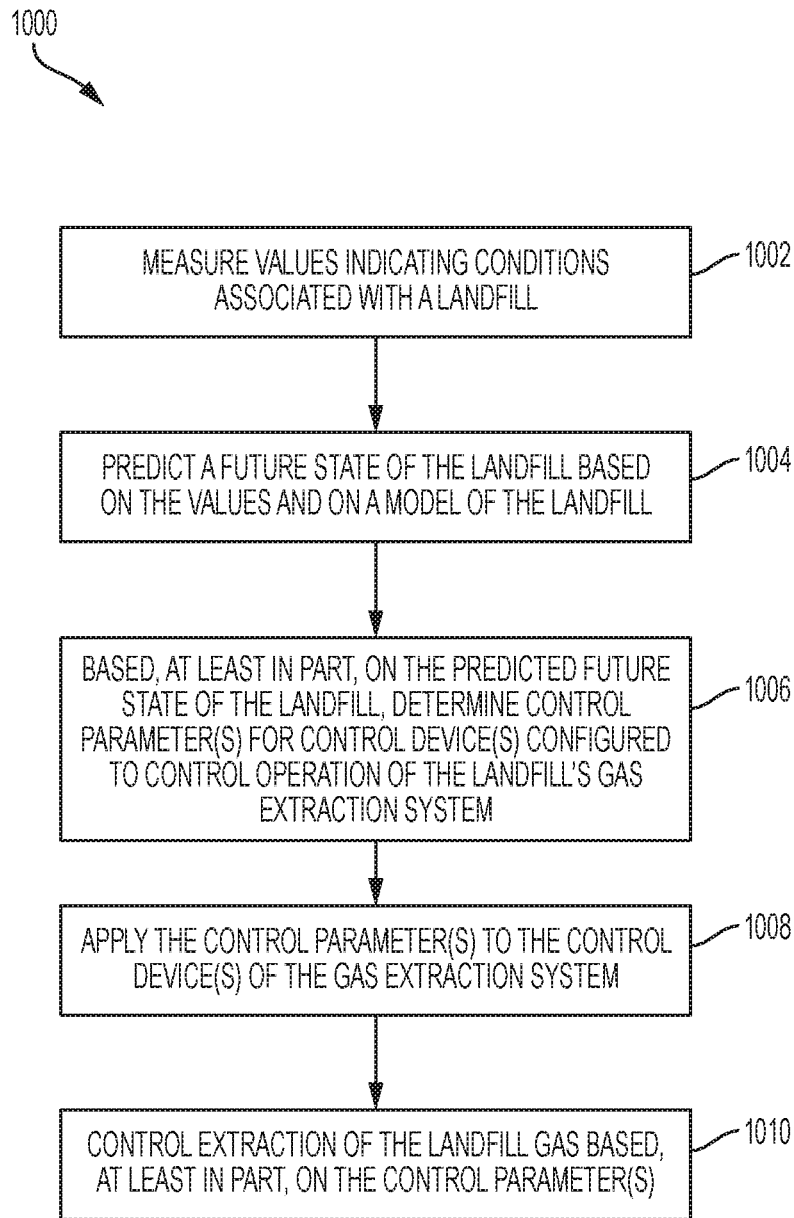 1000
MEASURE VALUES INDICATING CONDITIONS
ASSOCIATED WITH A LANDFILL
1002
PREDICT A FUTURE STATE OF THE LANDFILL BASED
ON THE VALUES AND ON A MODEL OF THE LANDFILL
1004
BASED, AT LEAST IN PART, ON THE PREDICTED FUTURE
STATE OF THE LANDFILL, DETERMINE CONTROL
PARAMETER(S) FOR CONTROL DEVICE(S) CONFIGURED
TO CONTROL OPERATION OF THE LANDFILL'S GAS
EXTRACTION SYSTEM
1006
APPLY THE CONTROL PARAMETER(S) TO THE CONTROL
DEVICE(S) OF THE GAS EXTRACTION SYSTEM
1008
CONTROL EXTRACTION OF THE LANDFILL GAS BASED,
AT LEAST IN PART, ON THE CONTROL PARAMETER(S)
1010